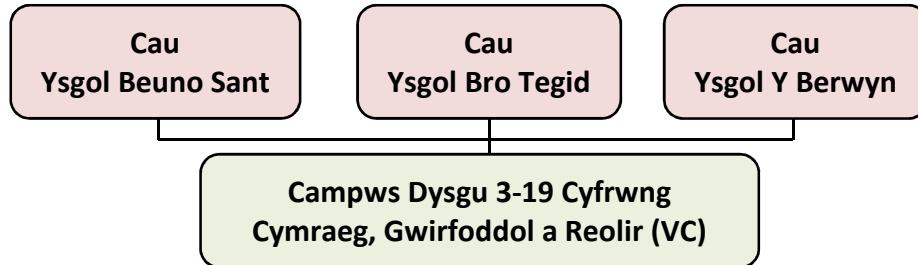 Cau
Ysgol Beuno Sant
Cau
Ysgol Bro Tegid
Cau
Ysgol Y Berwyn
Campws Dysgu 3-19 Cyfrwng
Cymraeg, Gwirfoddol a Reolir (VC)